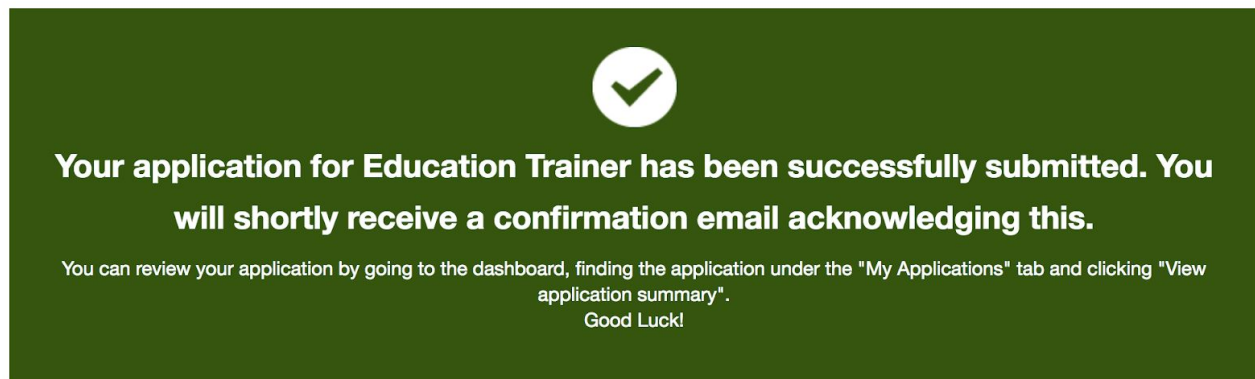 Your application for Education Trainer has been successfully submitted. You
will shortly receive a confirmation email acknowledging this.
You can review your application by going to the dashboard, finding the application under the "My Applications" tab and clicking "View
application summary".
Good Luck!